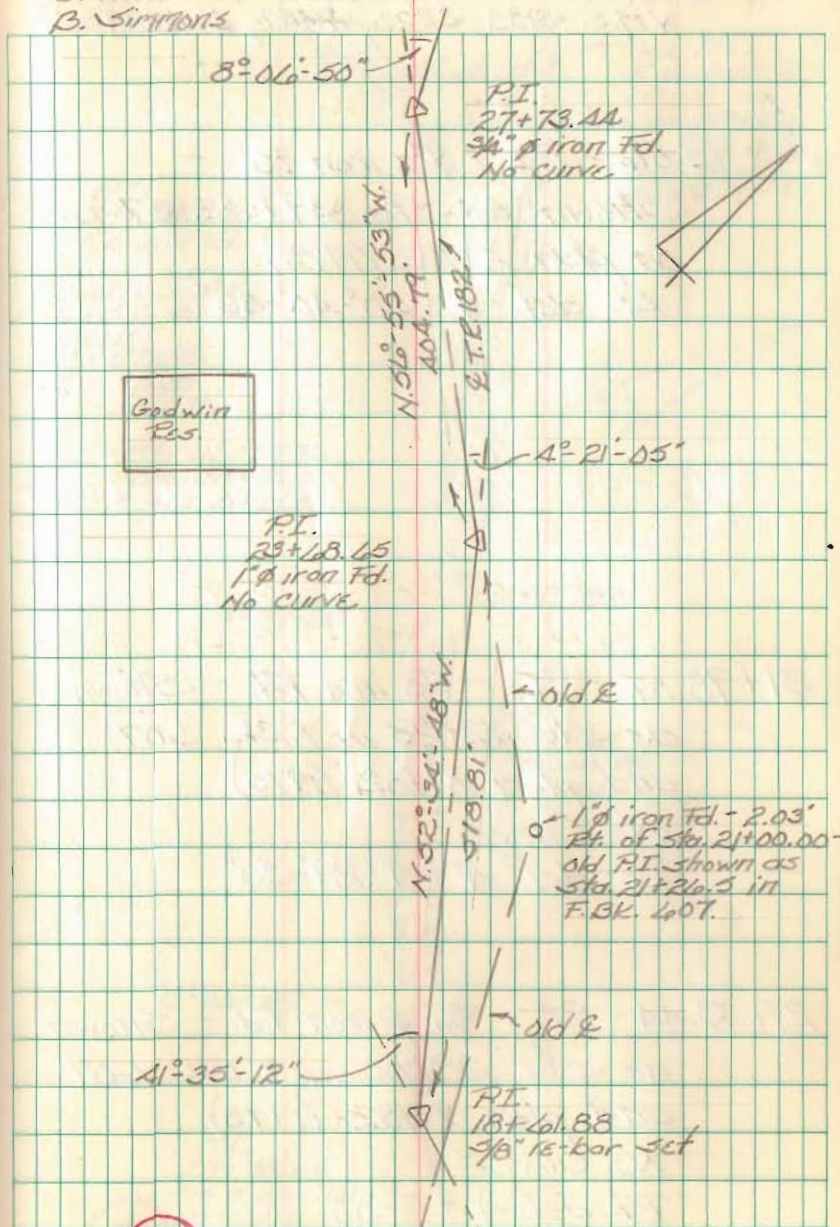 B. Simmons
8°-06'-50"
P.I.
27+73.44
3/4" ø iron Fd.
No curve
N.56°-55'-53"W.
404.79'
℄ T.R. 182
Godwin
Res.
4°-21'-05"
P.I.
23+68.65
1" ø iron Fd.
No curve
old ℄
N.52°-34'-48"W.
518.81'
1" ø iron Fd. - 2.03'
Rt. of Sta. 21+00.00-
old P.I. shown as
Sta. 21+26.5 in
F.BK. 607.
old ℄
41°-35'-12"
P.I.
18+61.88
5/8" re-bar set